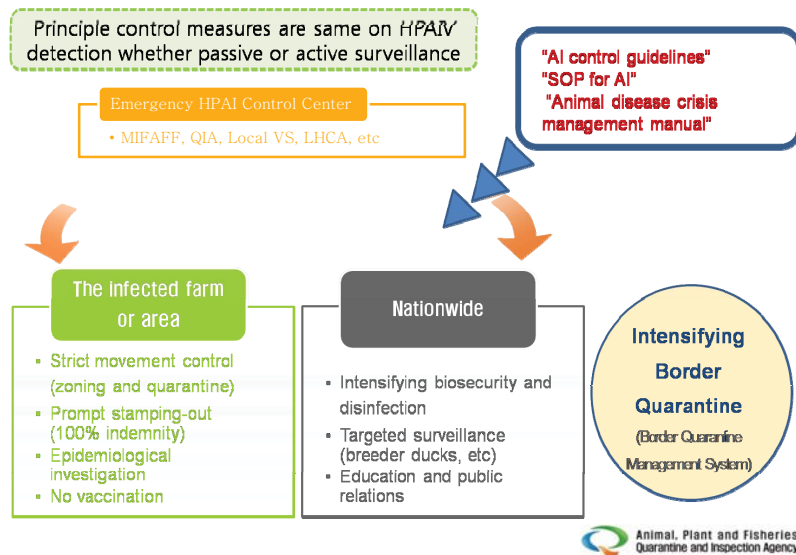 Principle control measures are same on HPAIV
detection whether passive or active surveillance
"AI control guidelines"
"SOP for AI"
"Animal disease crisis
management manual"
Emergency HPAI Control Center
• MIFAFF, QIA, Local VS, LHCA, etc
The infected farm
or area
▪ Strict movement control
(zoning and quarantine)
▪ Prompt stamping-out
(100% indemnity)
▪ Epidemiological
investigation
▪ No vaccination
Nationwide
▪ Intensifying biosecurity and
disinfection
▪ Targeted surveillance
(breeder ducks, etc)
▪ Education and public
relations
Intensifying
Border
Quarantine
(Border Quarantine
Management System)
Animal, Plant and Fisheries
Quarantine and Inspection Agency